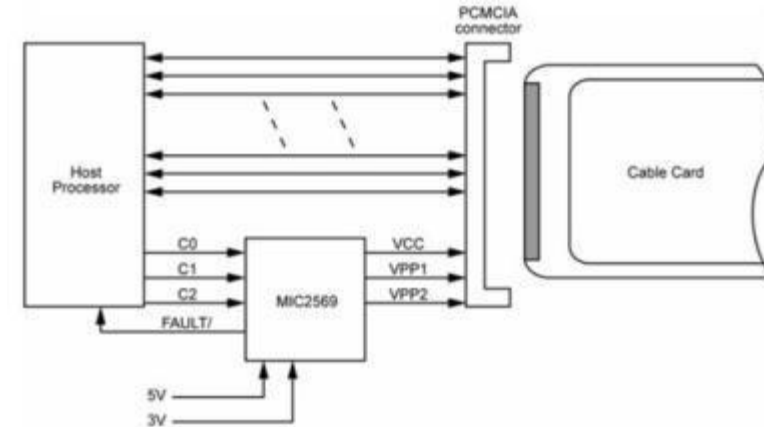 PCMCIA
connector
Host
Processor
Cable Card
C0
VCC
C1
VPP1
C2
VPP2
MIC2569
FAULT/
5V
3V